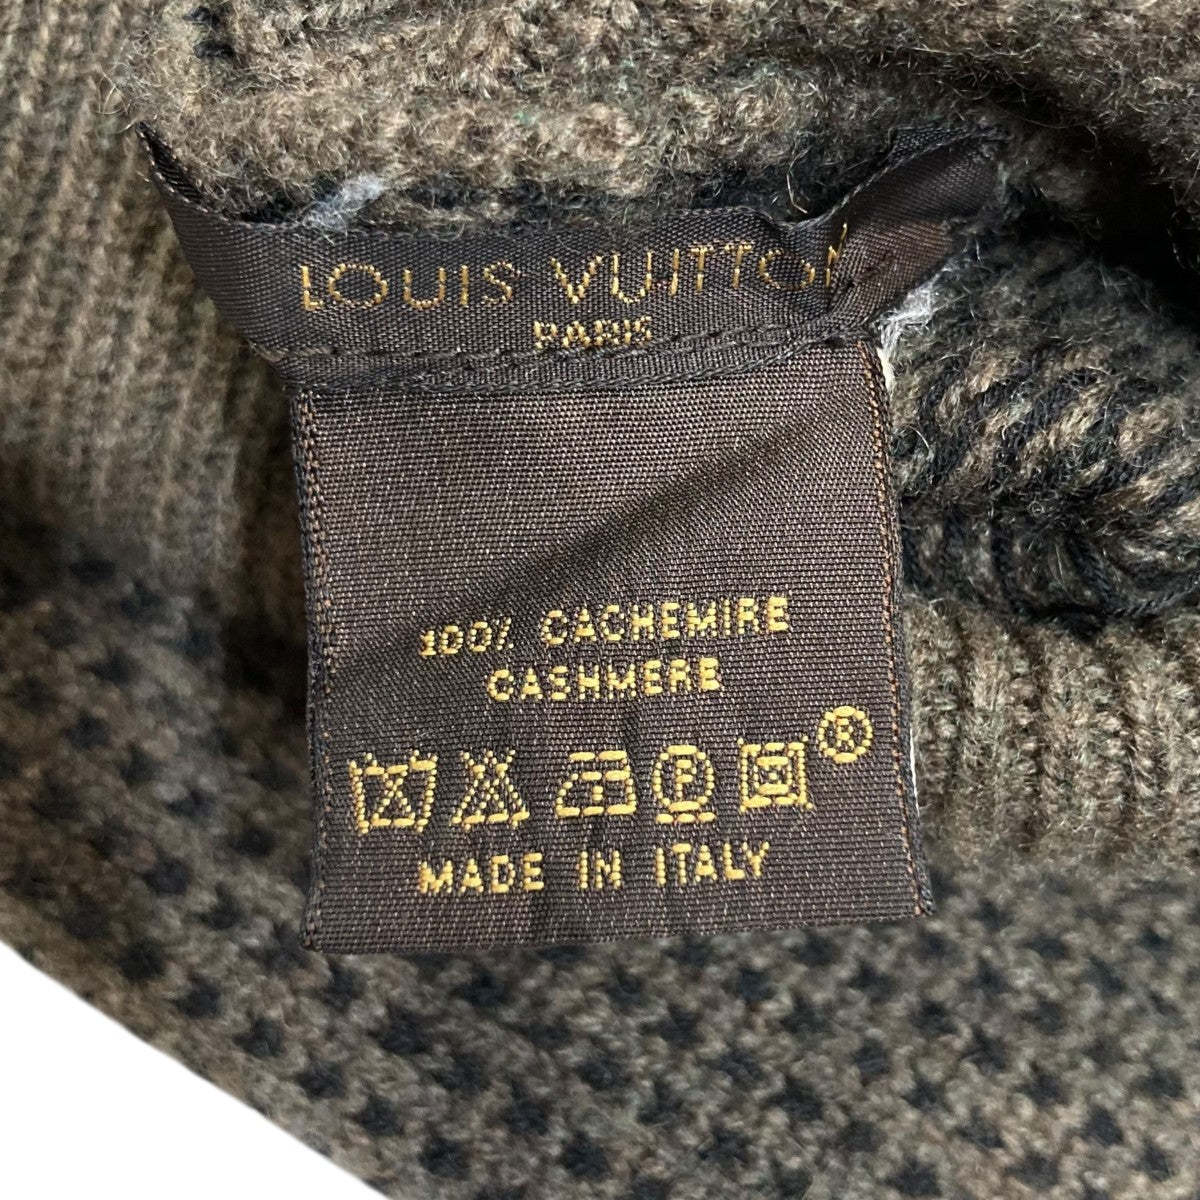 LOUIS VUITTON
PARIS
100% CACHEMIRE
CASHMERE
P ®
MADE IN ITALY